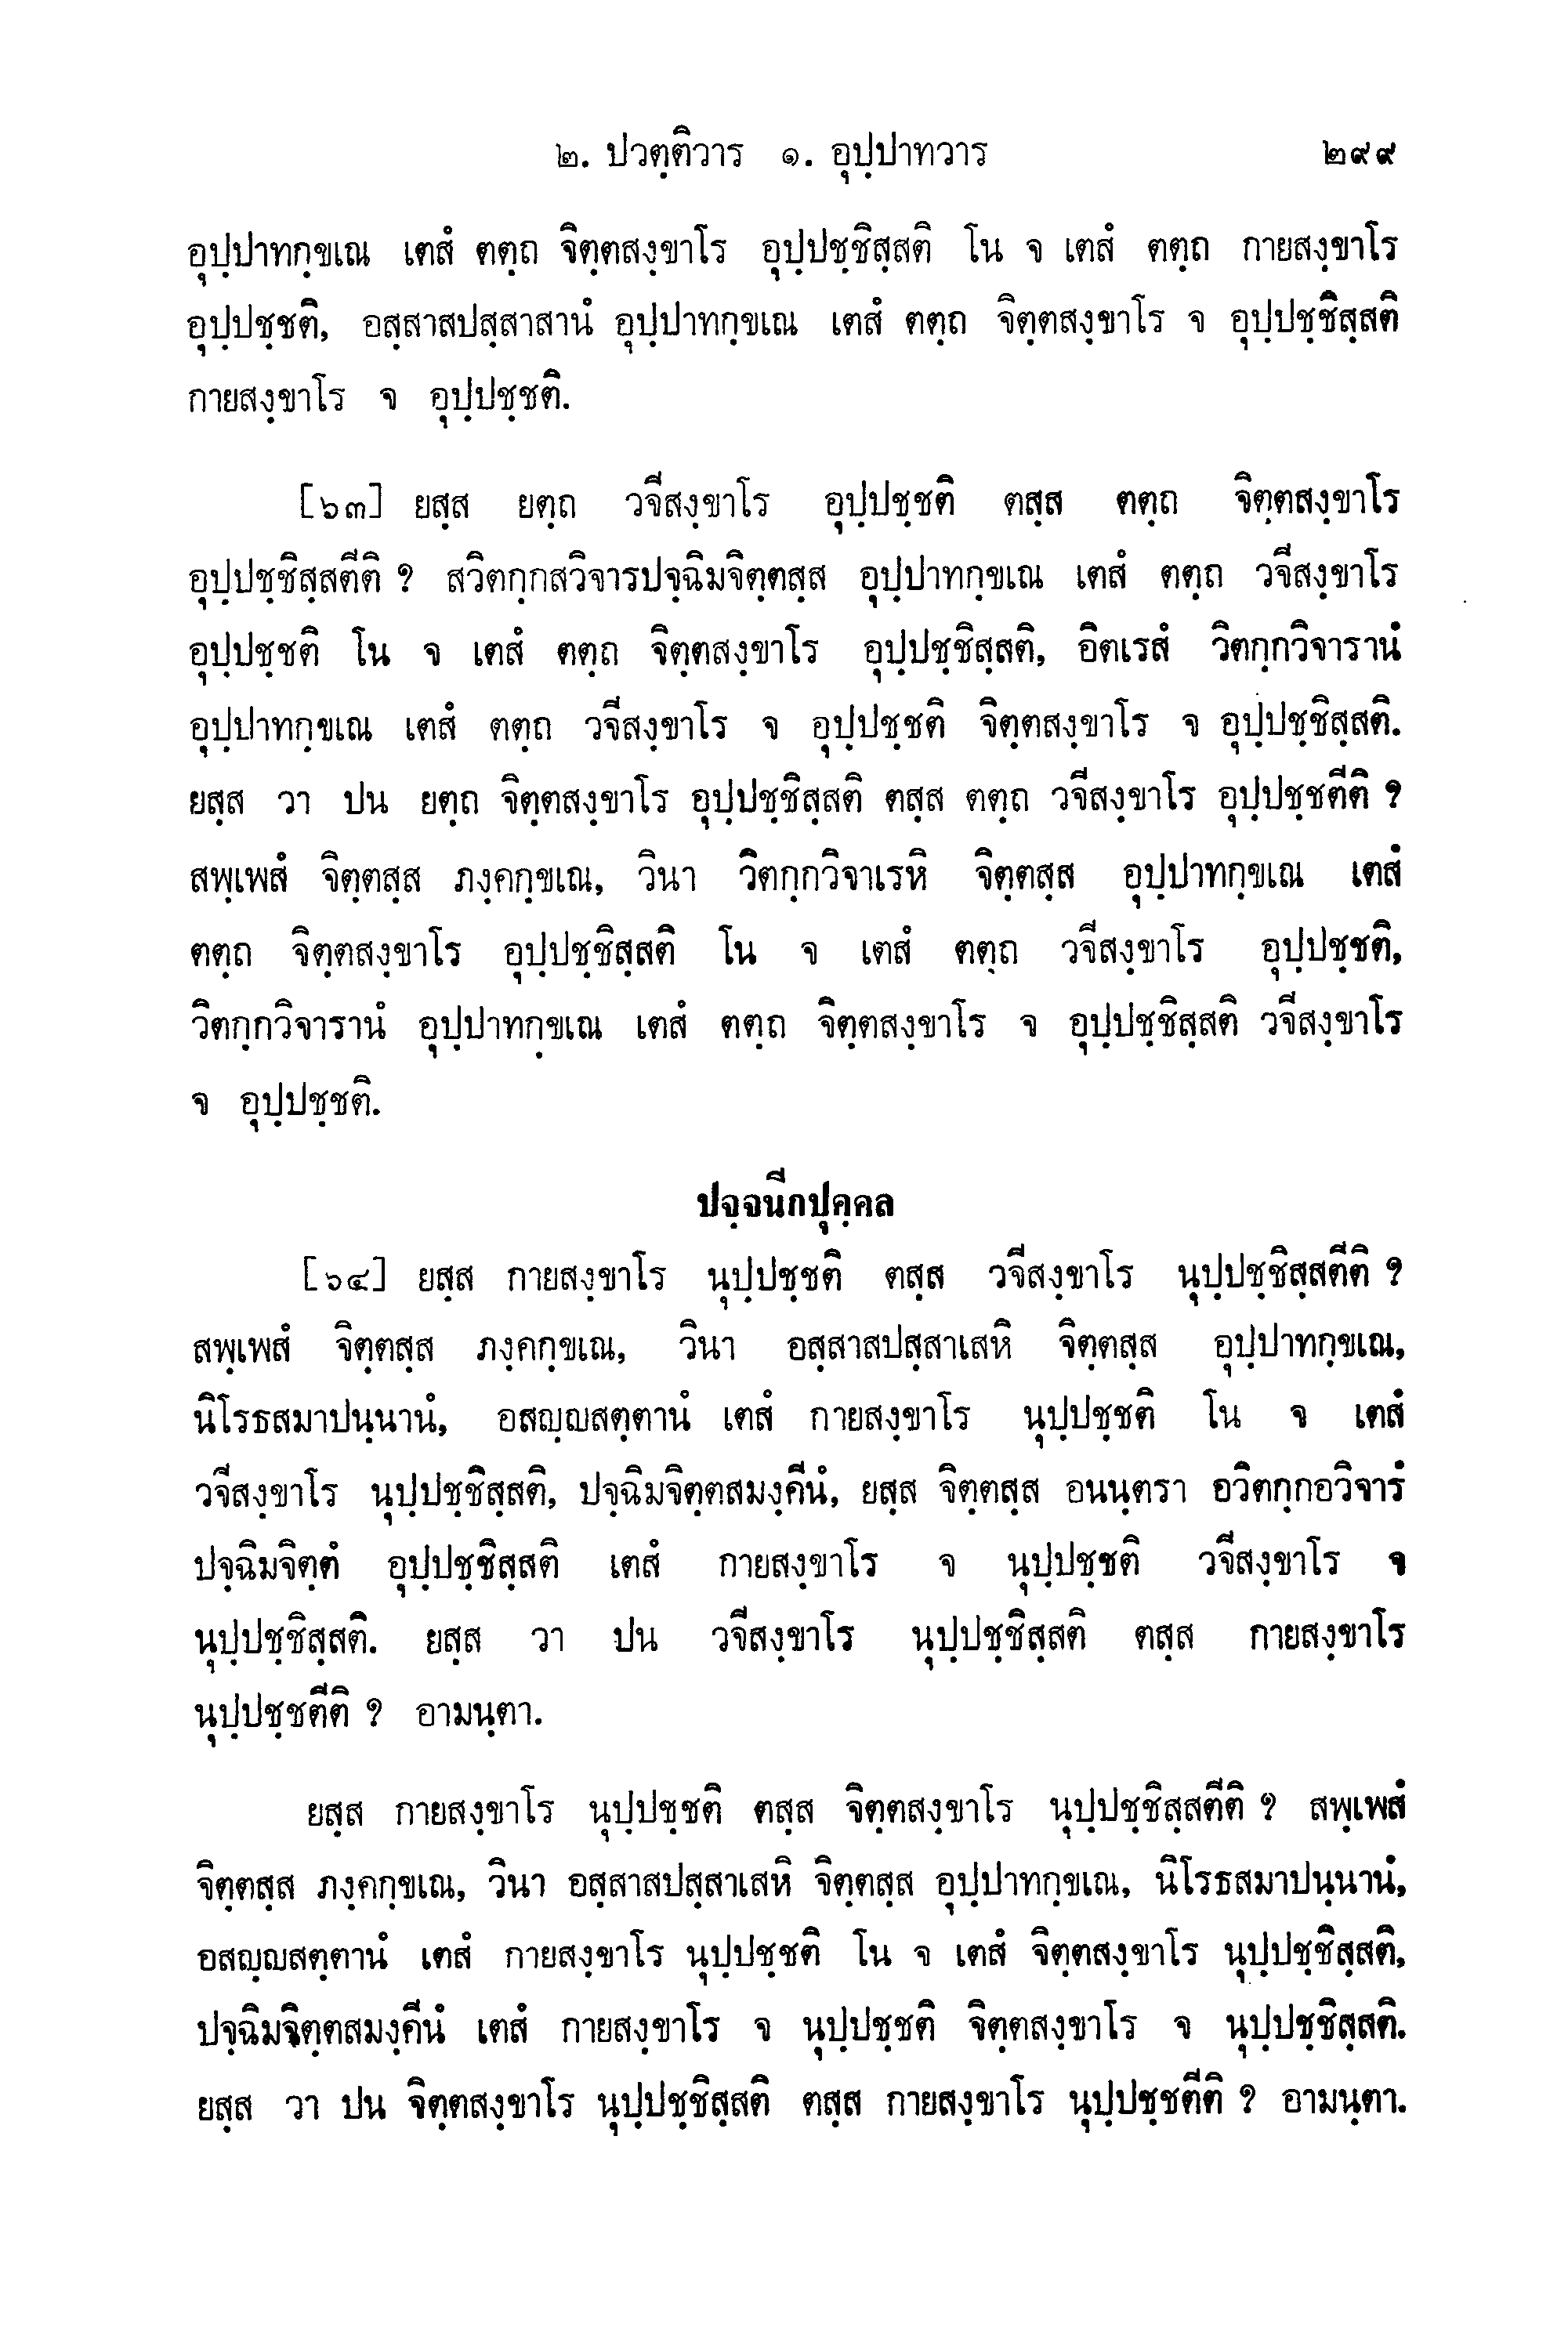 ๒. ปวตฺติวาร ๑. อุปฺปาทวาร ๒๙๙
อุปฺปาทกฺขเณ เตสํ ตตฺถ จิตฺตสงฺขาโร อุปฺปชฺชิสฺสติ โน จ เตสํ ตตฺถ กายสงฺขาโร
อุปฺปชฺชติ, อสฺสาสปสฺสาสานํ อุปฺปาทกฺขเณ เตสํ ตตฺถ จิตฺตสงฺขาโร จ อุปฺปชฺชิสฺสติ
กายสงฺขาโร จ อุปฺปชฺชติ.
[๖๓] ยสฺส ยตฺถ วจีสงฺขาโร อุปฺปชฺชติ ตสฺส ตตฺถ จิตฺตสงฺขาโร
อุปฺปชฺชิสฺสตีติ ? สวิตกฺกสวิจารปจฺฉิมจิตฺตสฺส อุปฺปาทกฺขเณ เตสํ ตตฺถ วจีสงฺขาโร
อุปฺปชฺชติ โน จ เตสํ ตตฺถ จิตฺตสงฺขาโร อุปฺปชฺชิสฺสติ, อิตเรสํ วิตกฺกวิจารานํ
อุปฺปาทกฺขเณ เตสํ ตตฺถ วจีสงฺขาโร จ อุปฺปชฺชติ จิตฺตสงฺขาโร จ อุปฺปชฺชิสฺสติ.
ยสฺส วา ปน ยตฺถ จิตฺตสงฺขาโร อุปฺปชฺชิสฺสติ ตสฺส ตตฺถ วจีสงฺขาโร อุปฺปชฺชตีติ ?
สพฺเพสํ จิตฺตสฺส ภงฺคกฺขเณ, วินา วิตกฺกวิจาเรหิ จิตฺตสฺส อุปฺปาทกฺขเณ เตสํ
ตตฺถ จิตฺตสงฺขาโร อุปฺปชฺชิสฺสติ โน จ เตสํ ตตฺถ วจีสงฺขาโร อุปฺปชฺชติ,
วิตกฺกวิจารานํ อุปฺปาทกฺขเณ เตสํ ตตฺถ จิตฺตสงฺขาโร จ อุปฺปชฺชิสฺสติ วจีสงฺขาโร
จ อุปฺปชฺชติ.
ปจฺจนีกปุคฺคล
[๖๔] ยสฺส กายสงฺขาโร นุปฺปชฺชติ ตสฺส วจีสงฺขาโร นุปฺปชฺชิสฺสตีติ ?
สพฺเพสํ จิตฺตสฺส ภงฺคกฺขเณ, วินา อสฺสาสปสฺสาเสหิ จิตฺตสฺส อุปฺปาทกฺขเณ,
นิโรธสมาปนฺนานํ, อสญฺญสตฺตานํ เตสํ กายสงฺขาโร นุปฺปชฺชติ โน จ เตสํ
วจีสงฺขาโร นุปฺปชฺชิสฺสติ, ปจฺฉิมจิตฺตสมงฺคีนํ, ยสฺส จิตฺตสฺส อนนฺตรา อวิตกฺกอวิจารํ
ปจฺฉิมจิตฺตํ อุปฺปชฺชิสฺสติ เตสํ กายสงฺขาโร จ นุปฺปชฺชติ วจีสงฺขาโร จ
นุปฺปชฺชิสฺสติ. ยสฺส วา ปน วจีสงฺขาโร นุปฺปชฺชิสฺสติ ตสฺส กายสงฺขาโร
นุปฺปชฺชตีติ ? อามนฺตา.
ยสฺส กายสงฺขาโร นุปฺปชฺชติ ตสฺส จิตฺตสงฺขาโร นุปฺปชฺชิสฺสตีติ ? สพฺเพสํ
จิตฺตสฺส ภงฺคกฺขเณ, วินา อสฺสาสปสฺสาเสหิ จิตฺตสฺส อุปฺปาทกฺขเณ, นิโรธสมาปนฺนานํ,
อสญฺญสตฺตานํ เตสํ กายสงฺขาโร นุปฺปชฺชติ โน จ เตสํ จิตฺตสงฺขาโร นุปฺปชฺชิสฺสติ,
ปจฺฉิมจิตฺตสมงฺคีนํ เตสํ กายสงฺขาโร จ นุปฺปชฺชติ จิตฺตสงฺขาโร จ นุปฺปชฺชิสฺสติ.
ยสฺส วา ปน จิตฺตสงฺขาโร นุปฺปชฺชิสฺสติ ตสฺส กายสงฺขาโร นุปฺปชฺชตีติ ? อามนฺตา.